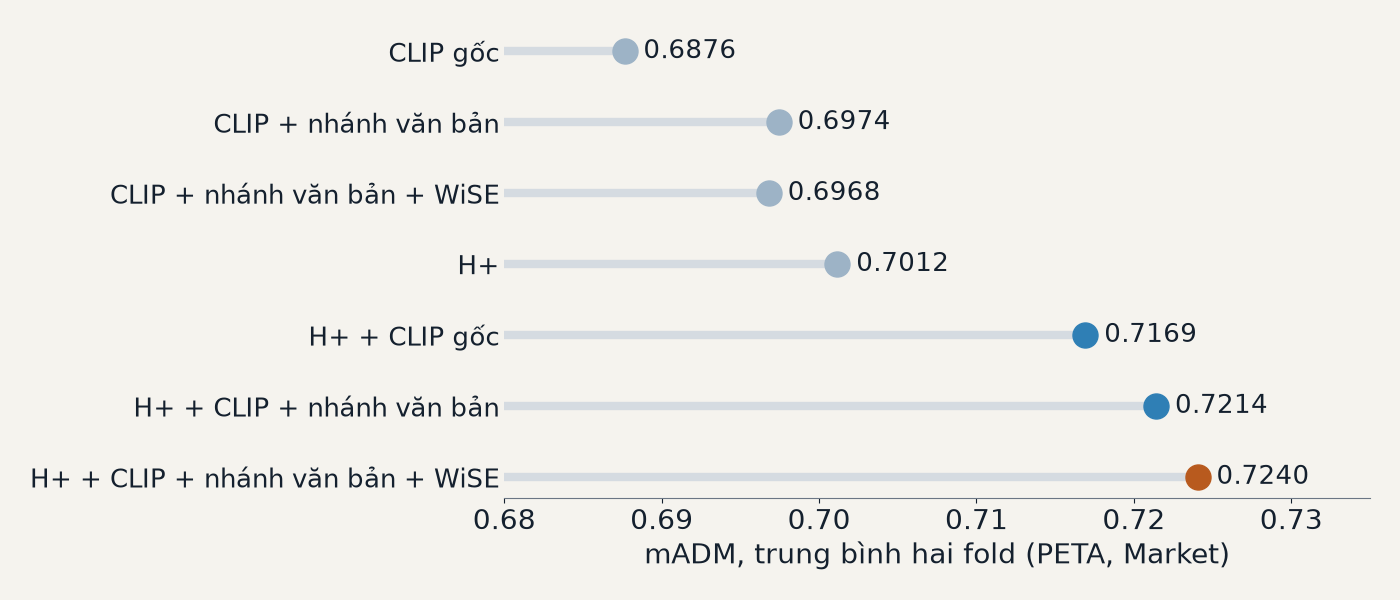 CLIP gốc 0.6876
CLIP + nhánh văn bản 0.6974
CLIP + nhánh văn bản + WiSE 0.6968
H+ 0.7012
H+ + CLIP gốc 0.7169
H+ + CLIP + nhánh văn bản 0.7214
H+ + CLIP + nhánh văn bản + WiSE 0.7240
0.68 0.69 0.70 0.71 0.72 0.73
mADM, trung bình hai fold (PETA, Market)